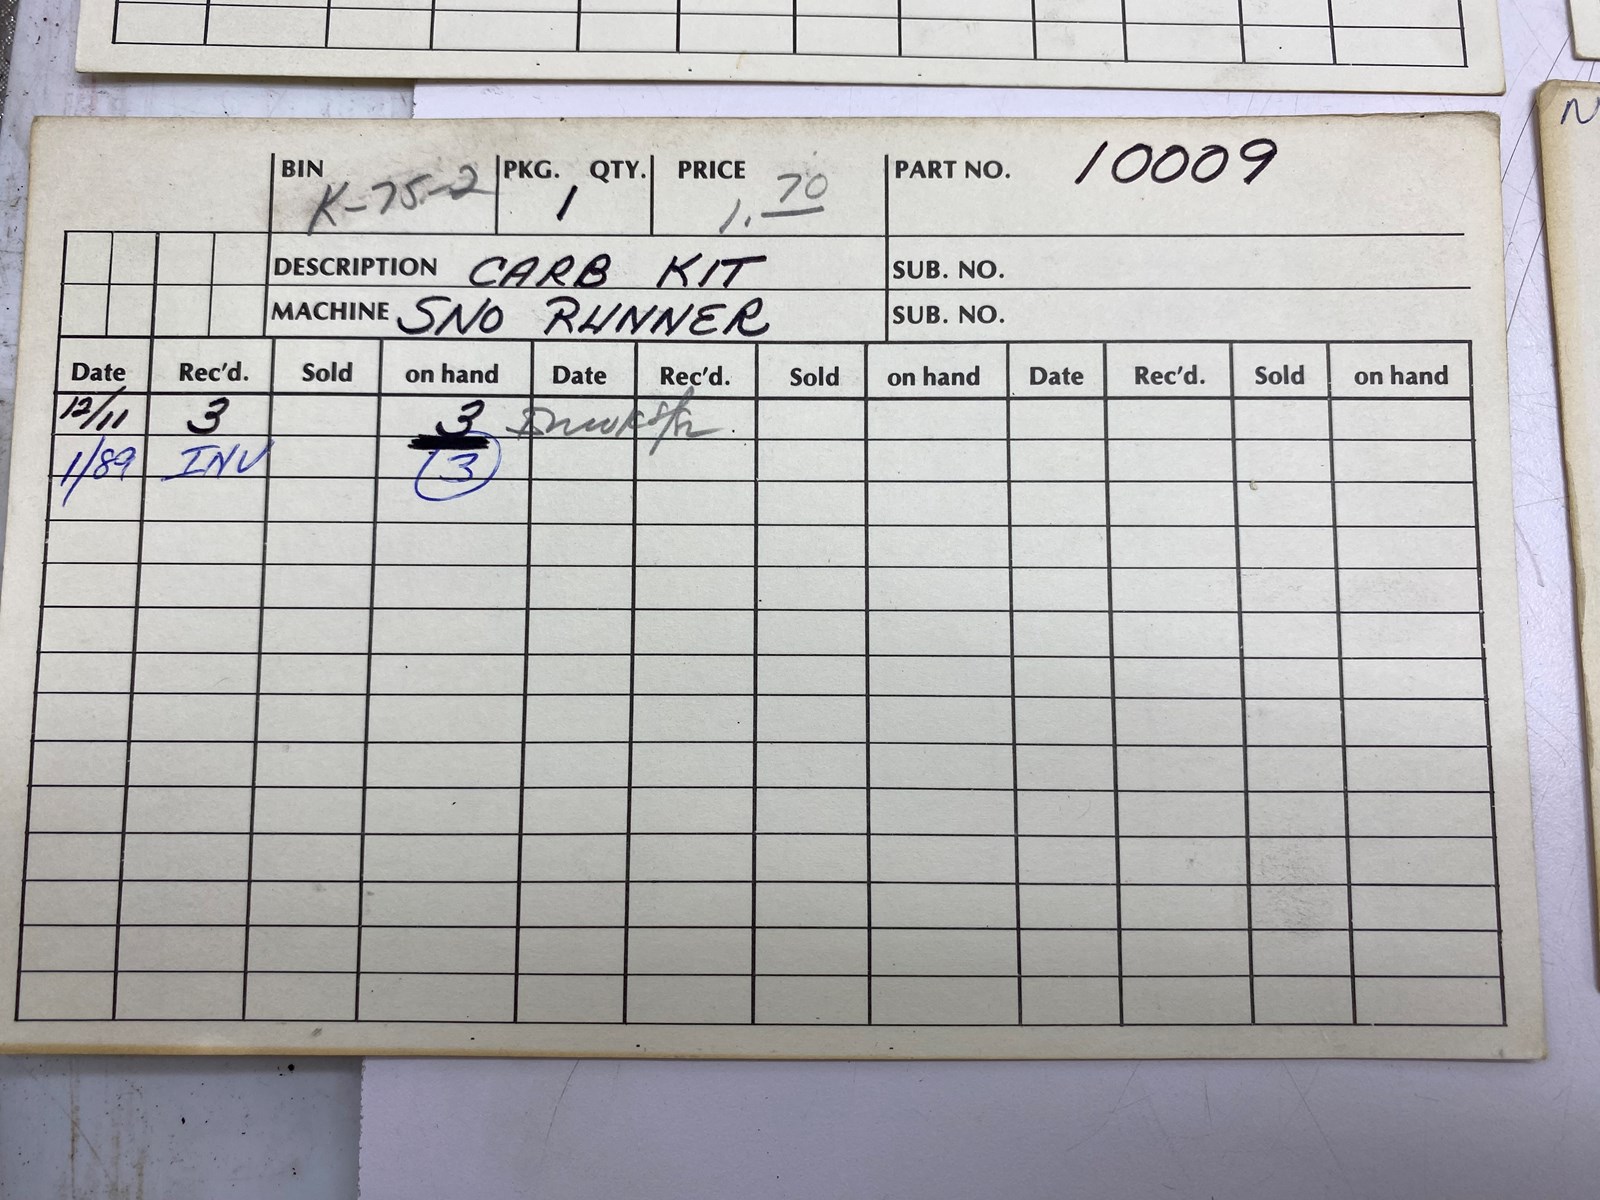 BIN K-75-2 PKG. QTY. 1 PRICE 1.70 PART NO. 10009
DESCRIPTION CARB KIT SUB. NO.
MACHINE SNO RUNNER SUB. NO.
Date Rec'd. Sold on hand Date Rec'd. Sold on hand Date Rec'd. Sold on hand
12/11 3 3
1/89 INV 3
N